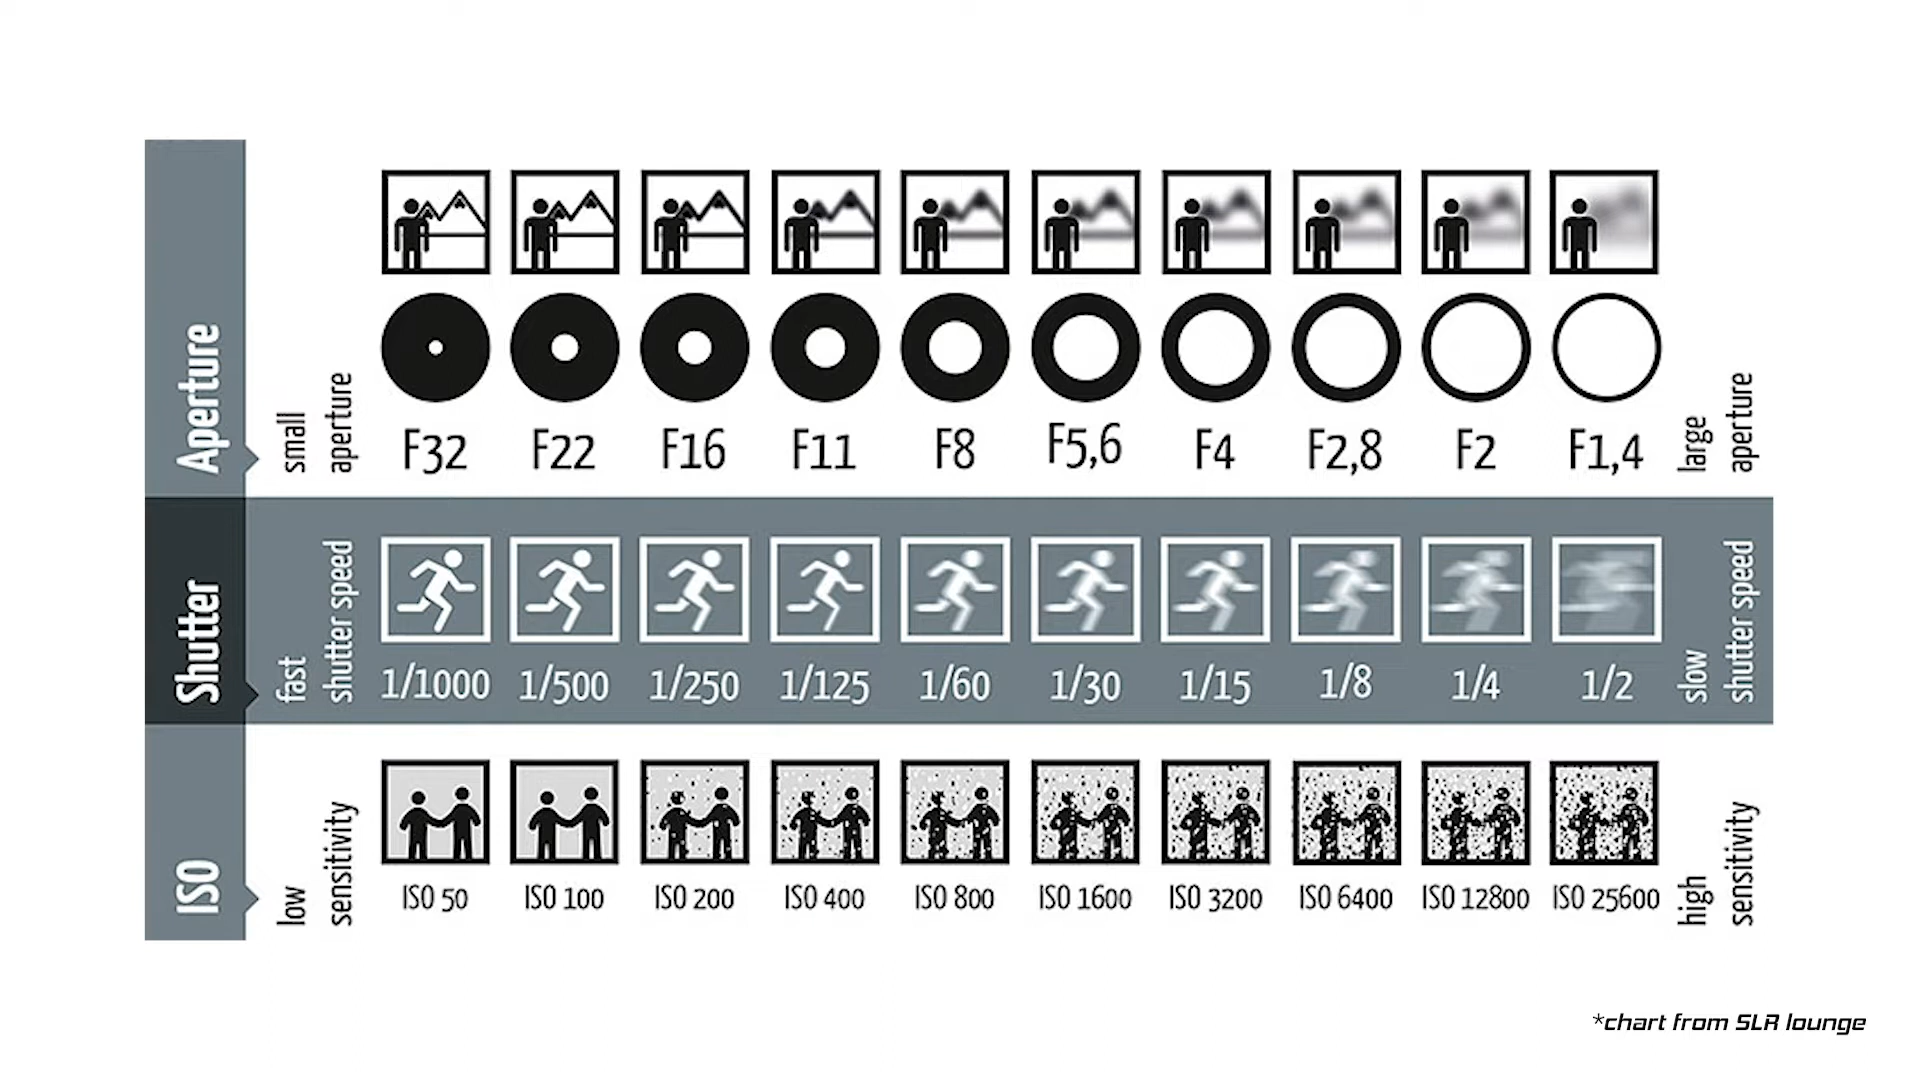 Aperture
small
aperture
F32 F22 F16 F11 F8 F5,6 F4 F2,8 F2 F1,4
large
aperture
Shutter
fast
shutter speed
1/1000 1/500 1/250 1/125 1/60 1/30 1/15 1/8 1/4 1/2
slow
shutter speed
ISO
low
sensitivity
ISO 50 ISO 100 ISO 200 ISO 400 ISO 800 ISO 1600 ISO 3200 ISO 6400 ISO 12800 ISO 25600
high
sensitivity
*chart from SLR lounge